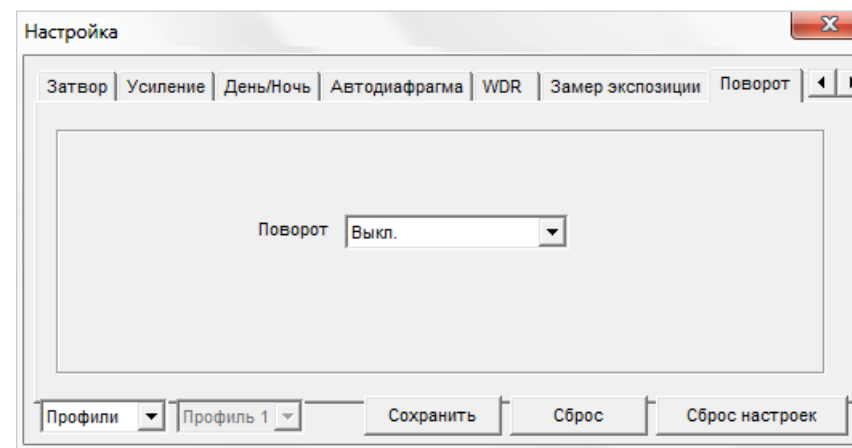 Настройка
Затвор Усиление День/Ночь Автодиафрагма WDR Замер экспозиции Поворот
Поворот Выкл.
Профили Профиль 1 Сохранить Сброс Сброс настроек